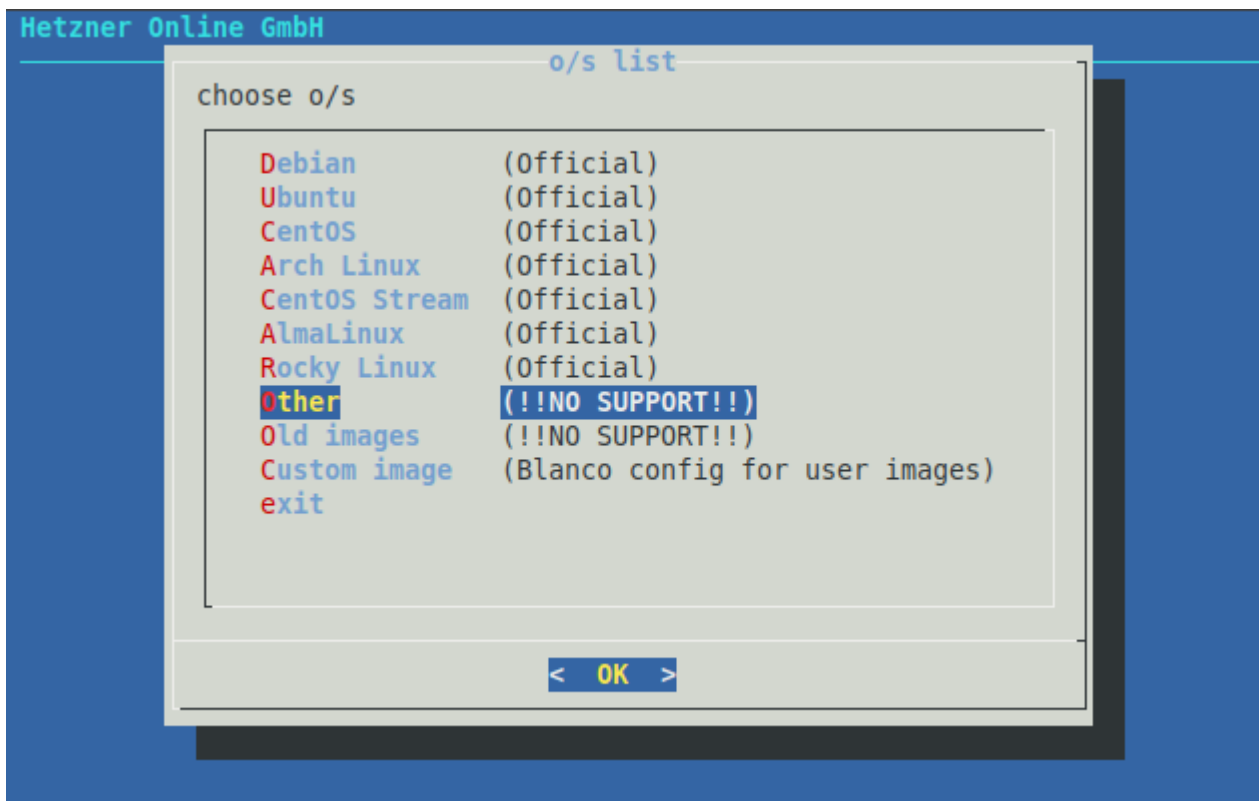 Hetzner Online GmbH
o/s list
choose o/s
Debian (Official)
Ubuntu (Official)
CentOS (Official)
Arch Linux (Official)
CentOS Stream (Official)
AlmaLinux (Official)
Rocky Linux (Official)
Other (!!NO SUPPORT!!)
Old images (!!NO SUPPORT!!)
Custom image (Blanco config for user images)
exit
< OK >